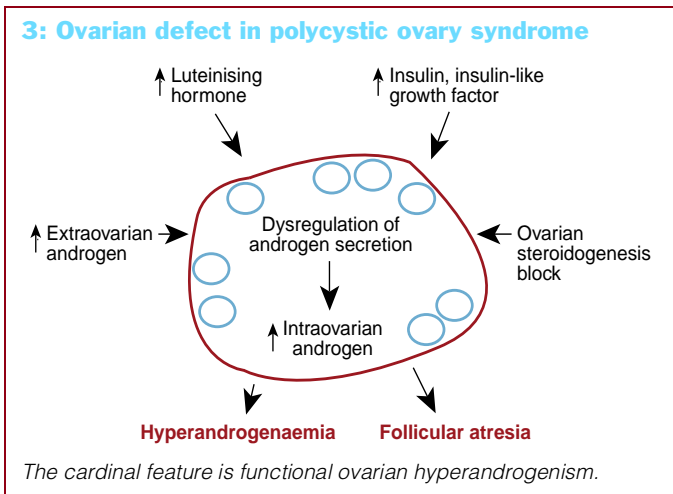 3: Ovarian defect in polycystic ovary syndrome
↑ Luteinising
hormone
↑ Insulin, insulin-like
growth factor
↑ Extraovarian
androgen
Dysregulation of
androgen secretion
Ovarian
steroidogenesis
block
↑ Intraovarian
androgen
Hyperandrogenaemia
Follicular atresia
The cardinal feature is functional ovarian hyperandrogenism.